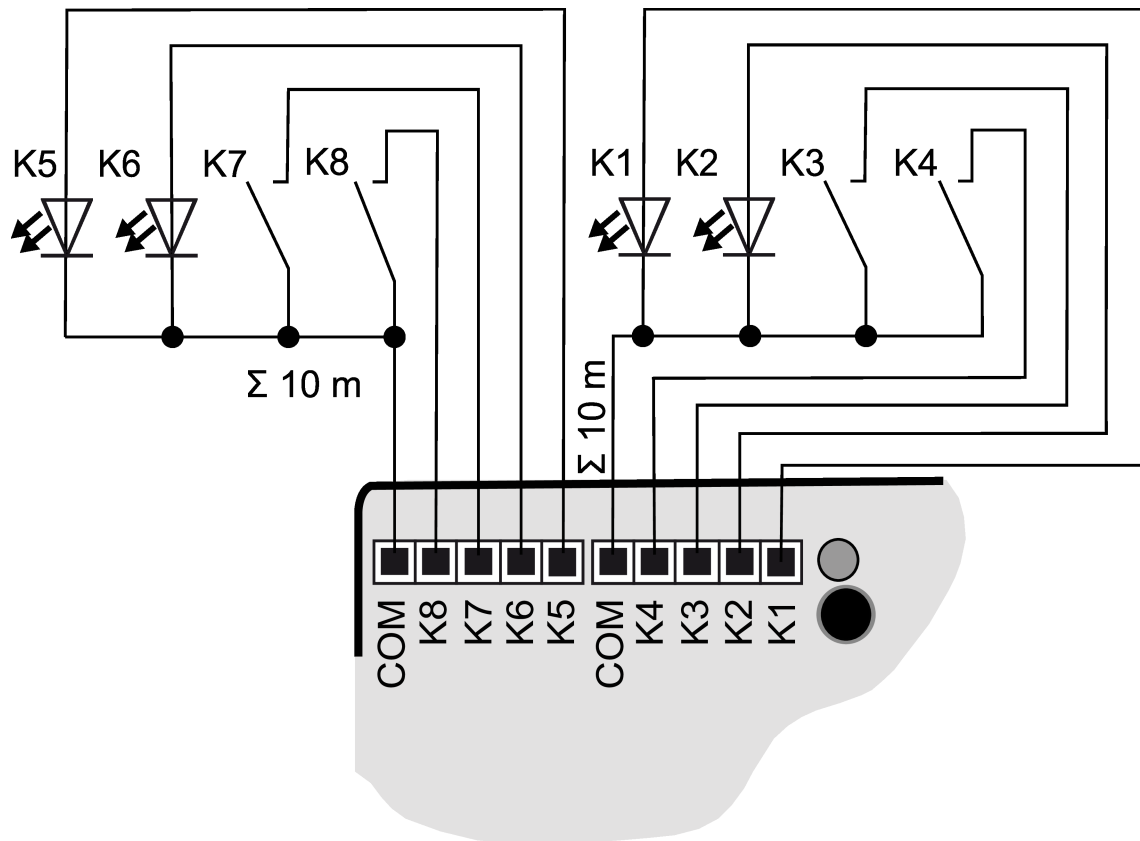 K5 K6 K7 K8 K1 K2 K3 K4
Σ 10 m
Σ 10 m
COM K8 K7 K6 K5 COM K4 K3 K2 K1